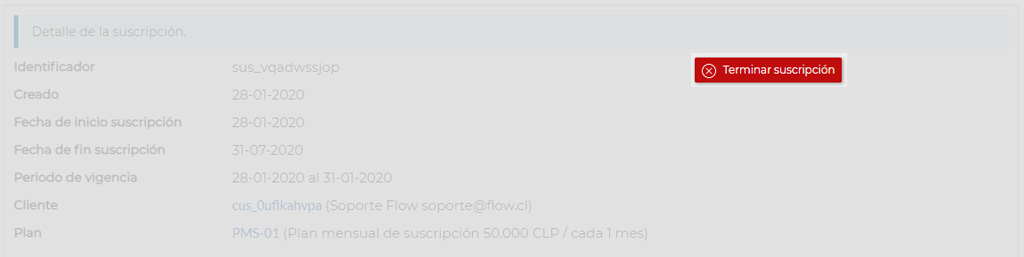 Detalle de la suscripción.
Identificador sus_vqadwssjop Terminar suscripción
Creado 28-01-2020
Fecha de inicio suscripción 28-01-2020
Fecha de fin suscripción 31-07-2020
Periodo de vigencia 28-01-2020 al 31-01-2020
Cliente cus_0uflkahvpa (Soporte Flow soporte@flow.cl)
Plan PMS-01 (Plan mensual de suscripción 50.000 CLP / cada 1 mes)